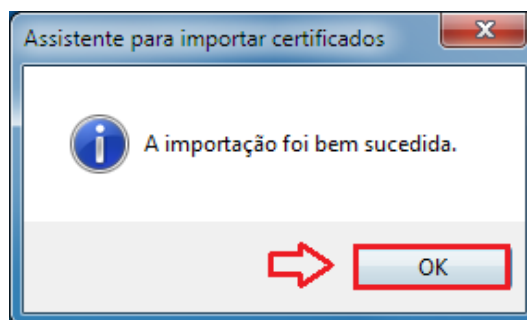 Assistente para importar certificados
A importação foi bem sucedida.
OK